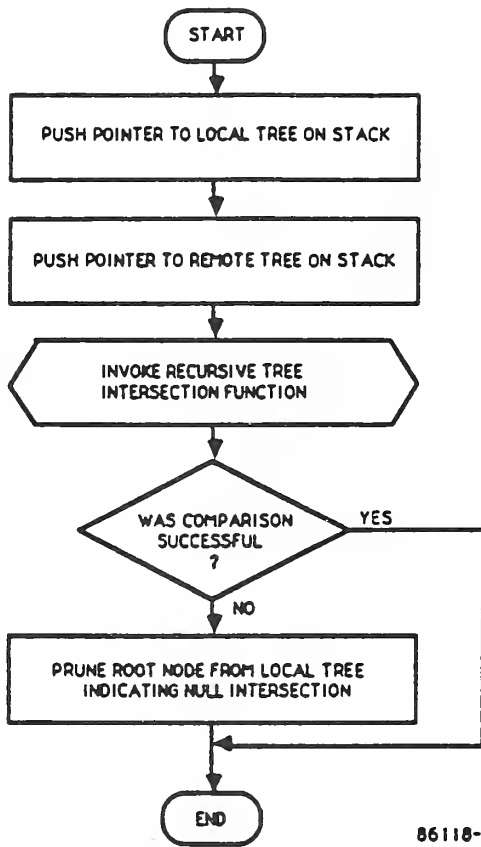 START
PUSH POINTER TO LOCAL TREE ON STACK
PUSH POINTER TO REMOTE TREE ON STACK
INVOKE RECURSIVE TREE
INTERSECTION FUNCTION
WAS COMPARISON
SUCCESSFUL
?
YES
NO
PRUNE ROOT NODE FROM LOCAL TREE
INDICATING NULL INTERSECTION
END
86118-